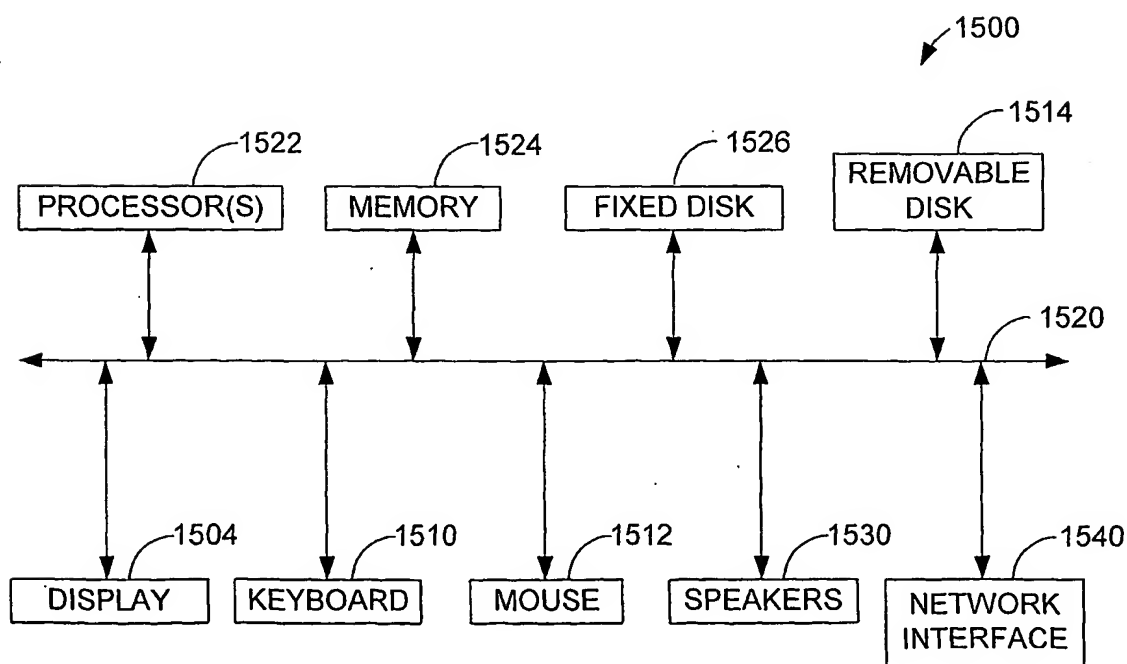 1500
1522
1524
1526
1514
PROCESSOR(S)
MEMORY
FIXED DISK
REMOVABLE
DISK
1520
1504
1510
1512
1530
1540
DISPLAY
KEYBOARD
MOUSE
SPEAKERS
NETWORK
INTERFACE